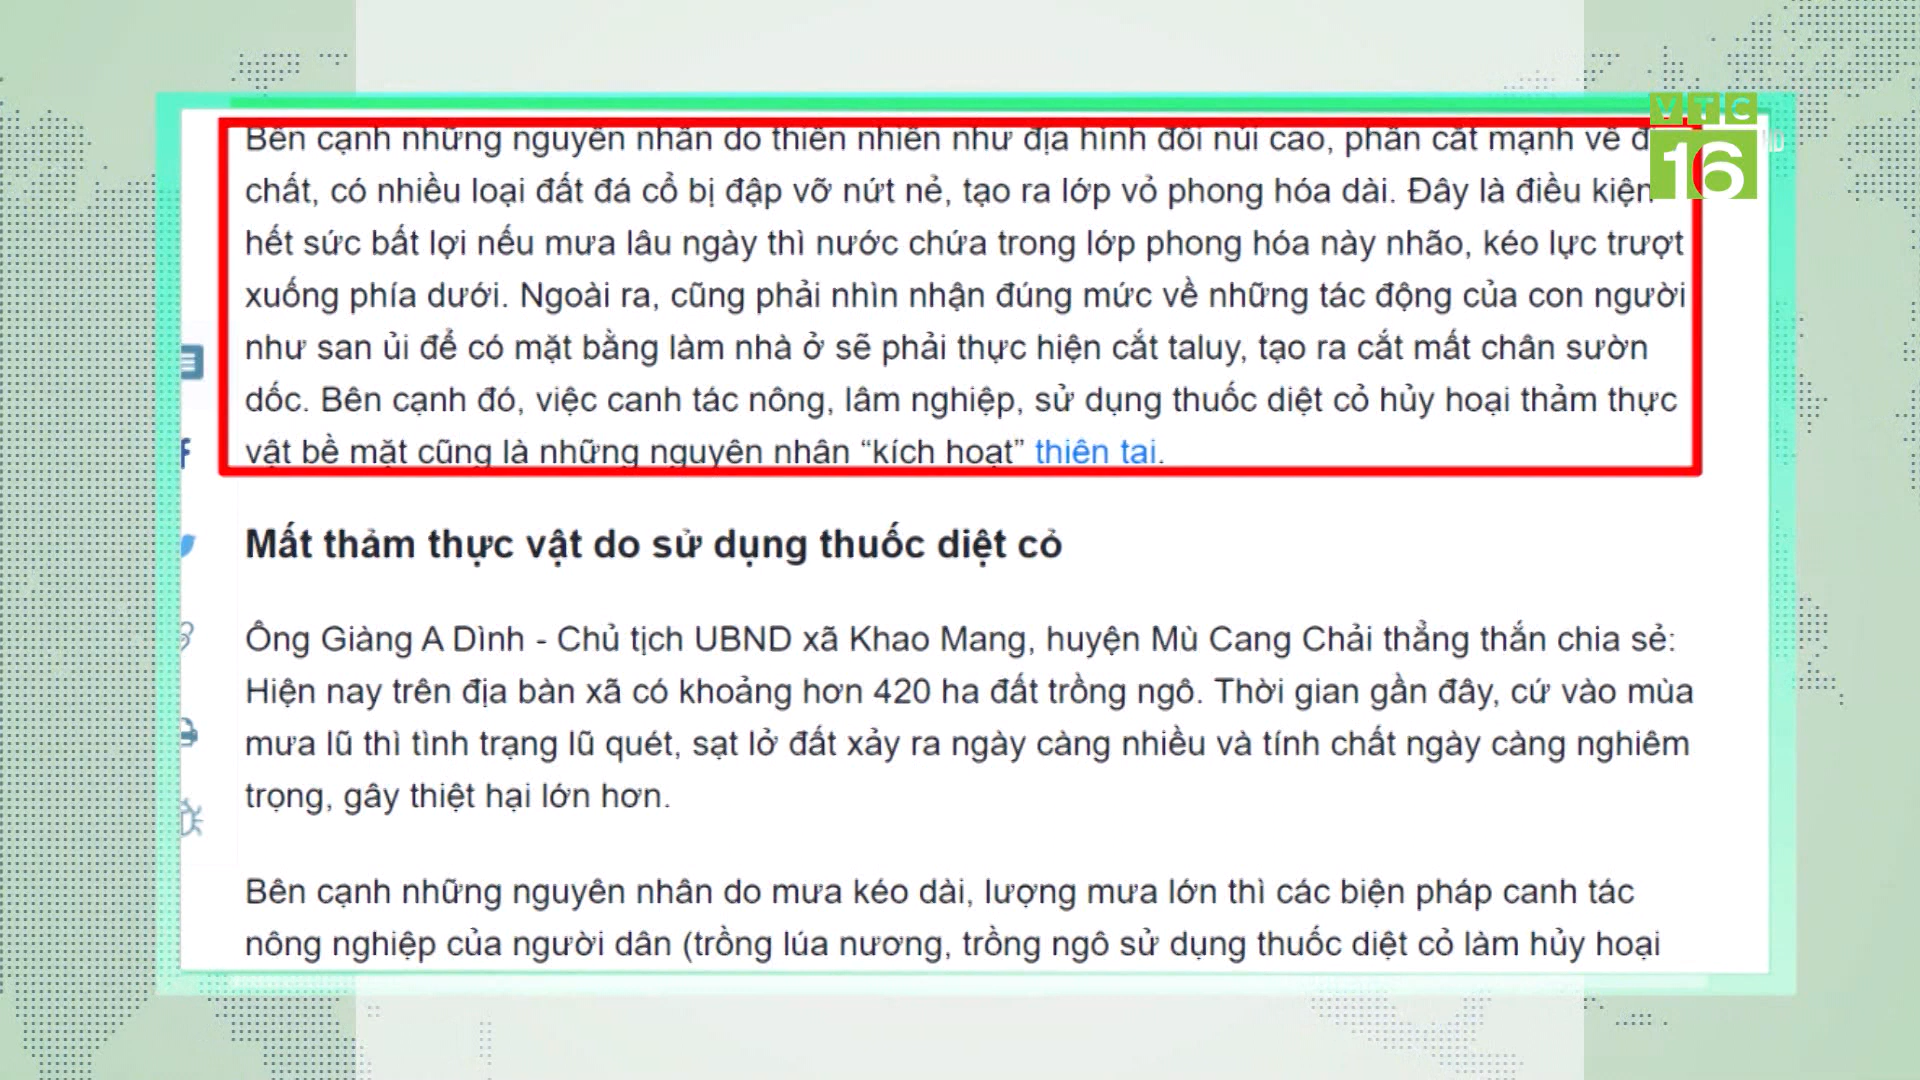 Bên cạnh những nguyên nhân do thiên nhiên như địa hình đồi núi cao, phân cắt mạnh về
chất, có nhiều loại đất đá cổ bị đập vỡ nứt nẻ, tạo ra lớp vỏ phong hóa dài. Đây là điều kiện
hết sức bất lợi nếu mưa lâu ngày thì nước chứa trong lớp phong hóa này nhão, kéo lực trượt
xuống phía dưới. Ngoài ra, cũng phải nhìn nhận đúng mức về những tác động của con người
như san ủi để có mặt bằng làm nhà ở sẽ phải thực hiện cắt taluy, tạo ra cắt mất chân sườn
dốc. Bên cạnh đó, việc canh tác nông, lâm nghiệp, sử dụng thuốc diệt cỏ hủy hoại thảm thực
vật bề mặt cũng là những nguyên nhân “kích hoạt” thiên tai.
Mất thảm thực vật do sử dụng thuốc diệt cỏ
Ông Giàng A Dình - Chủ tịch UBND xã Khao Mang, huyện Mù Cang Chải thẳng thắn chia sẻ:
Hiện nay trên địa bàn xã có khoảng hơn 420 ha đất trồng ngô. Thời gian gần đây, cứ vào mùa
mưa lũ thì tình trạng lũ quét, sạt lở đất xảy ra ngày càng nhiều và tính chất ngày càng nghiêm
trọng, gây thiệt hại lớn hơn.
Bên cạnh những nguyên nhân do mưa kéo dài, lượng mưa lớn thì các biện pháp canh tác
nông nghiệp của người dân (trồng lúa nương, trồng ngô sử dụng thuốc diệt cỏ làm hủy hoại
VTC
16
HD